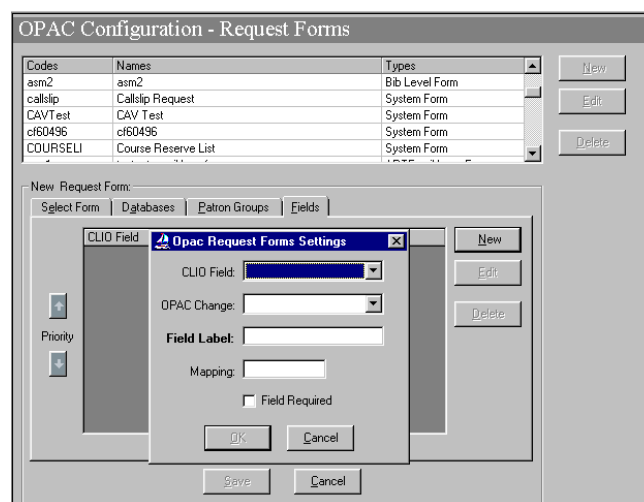 OPAC Configuration - Request Forms
Codes Names Types
asm2 asm2 Bib Level Form
callslip Callslip Request System Form
CAVTest CAV Test System Form
cf60496 cf60496 System Form
COURSELI Course Reserve List System Form
New
Edit
Delete
New Request Form:
Select Form Databases Patron Groups Fields
CLIO Field
Priority
New
Edit
Delete
Opac Request Forms Settings
CLIO Field:
OPAC Change:
Field Label:
Mapping:
Field Required
OK Cancel
Save Cancel